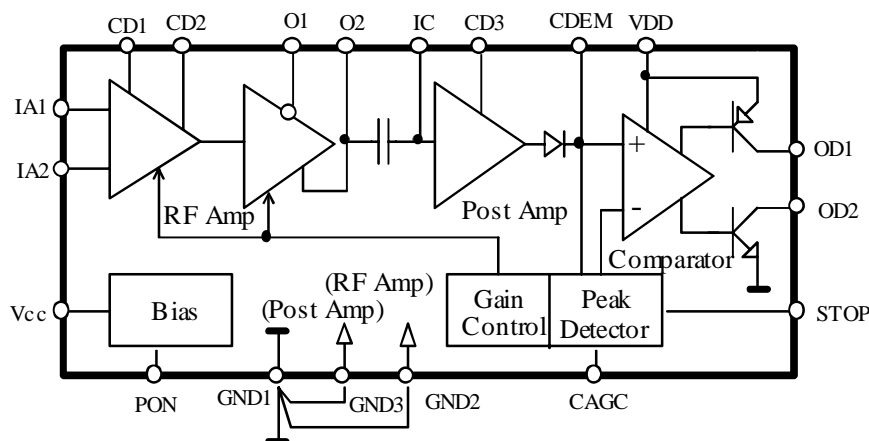 CD1 CD2 O1 O2 IC CD3 CDEM VDD
IA1
IA2
OD1
OD2
+
-
RF Amp
Post Amp
Comparator
(RF Amp)
(Post Amp)
Vcc
Bias
Gain
Control
Peak
Detector
STOP
PON GND1 GND3 GND2 CAGC